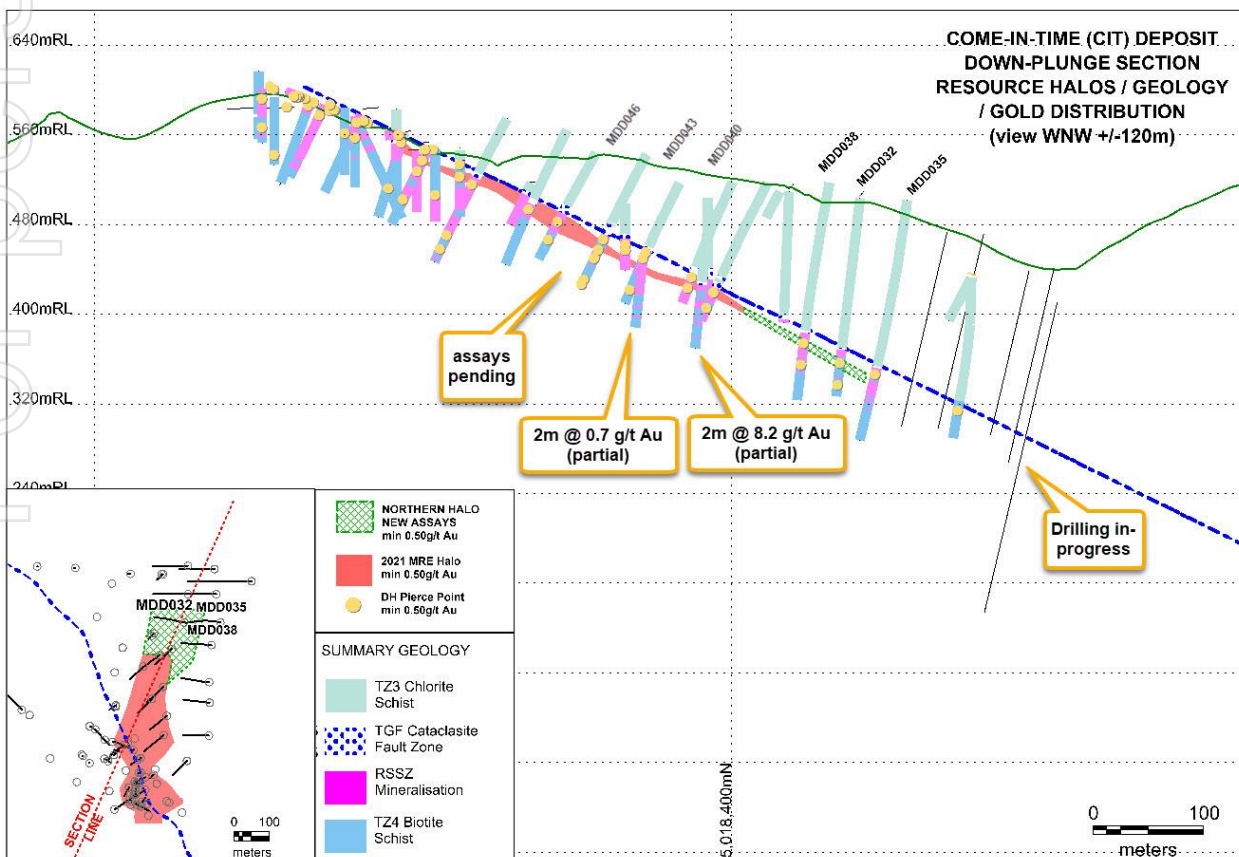 COME-IN-TIME (CIT) DEPOSIT
DOWN-PLUNGE SECTION
RESOURCE HALOS / GEOLOGY
/ GOLD DISTRIBUTION
(view WNW +/-120m)
640mRL
560mRL
480mRL
400mRL
320mRL
240mRL
MDD046
MDD043
MDD040
MDD038
MDD032
MDD035
assays
pending
2m @ 0.7 g/t Au
(partial)
2m @ 8.2 g/t Au
(partial)
Drilling in-
progress
NORTHERN HALO
NEW ASSAYS
min 0.50g/t Au
2021 MRE Halo
min 0.50g/t Au
DH Pierce Point
min 0.50g/t Au
SUMMARY GEOLOGY
TZ3 Chlorite
Schist
TGF Cataclasite
Fault Zone
RSSZ
Mineralisation
TZ4 Biotite
Schist
MDD032
MDD035
MDD038
SECTION
LINE
0 100
meters
5,018,400mN
0 100
meters